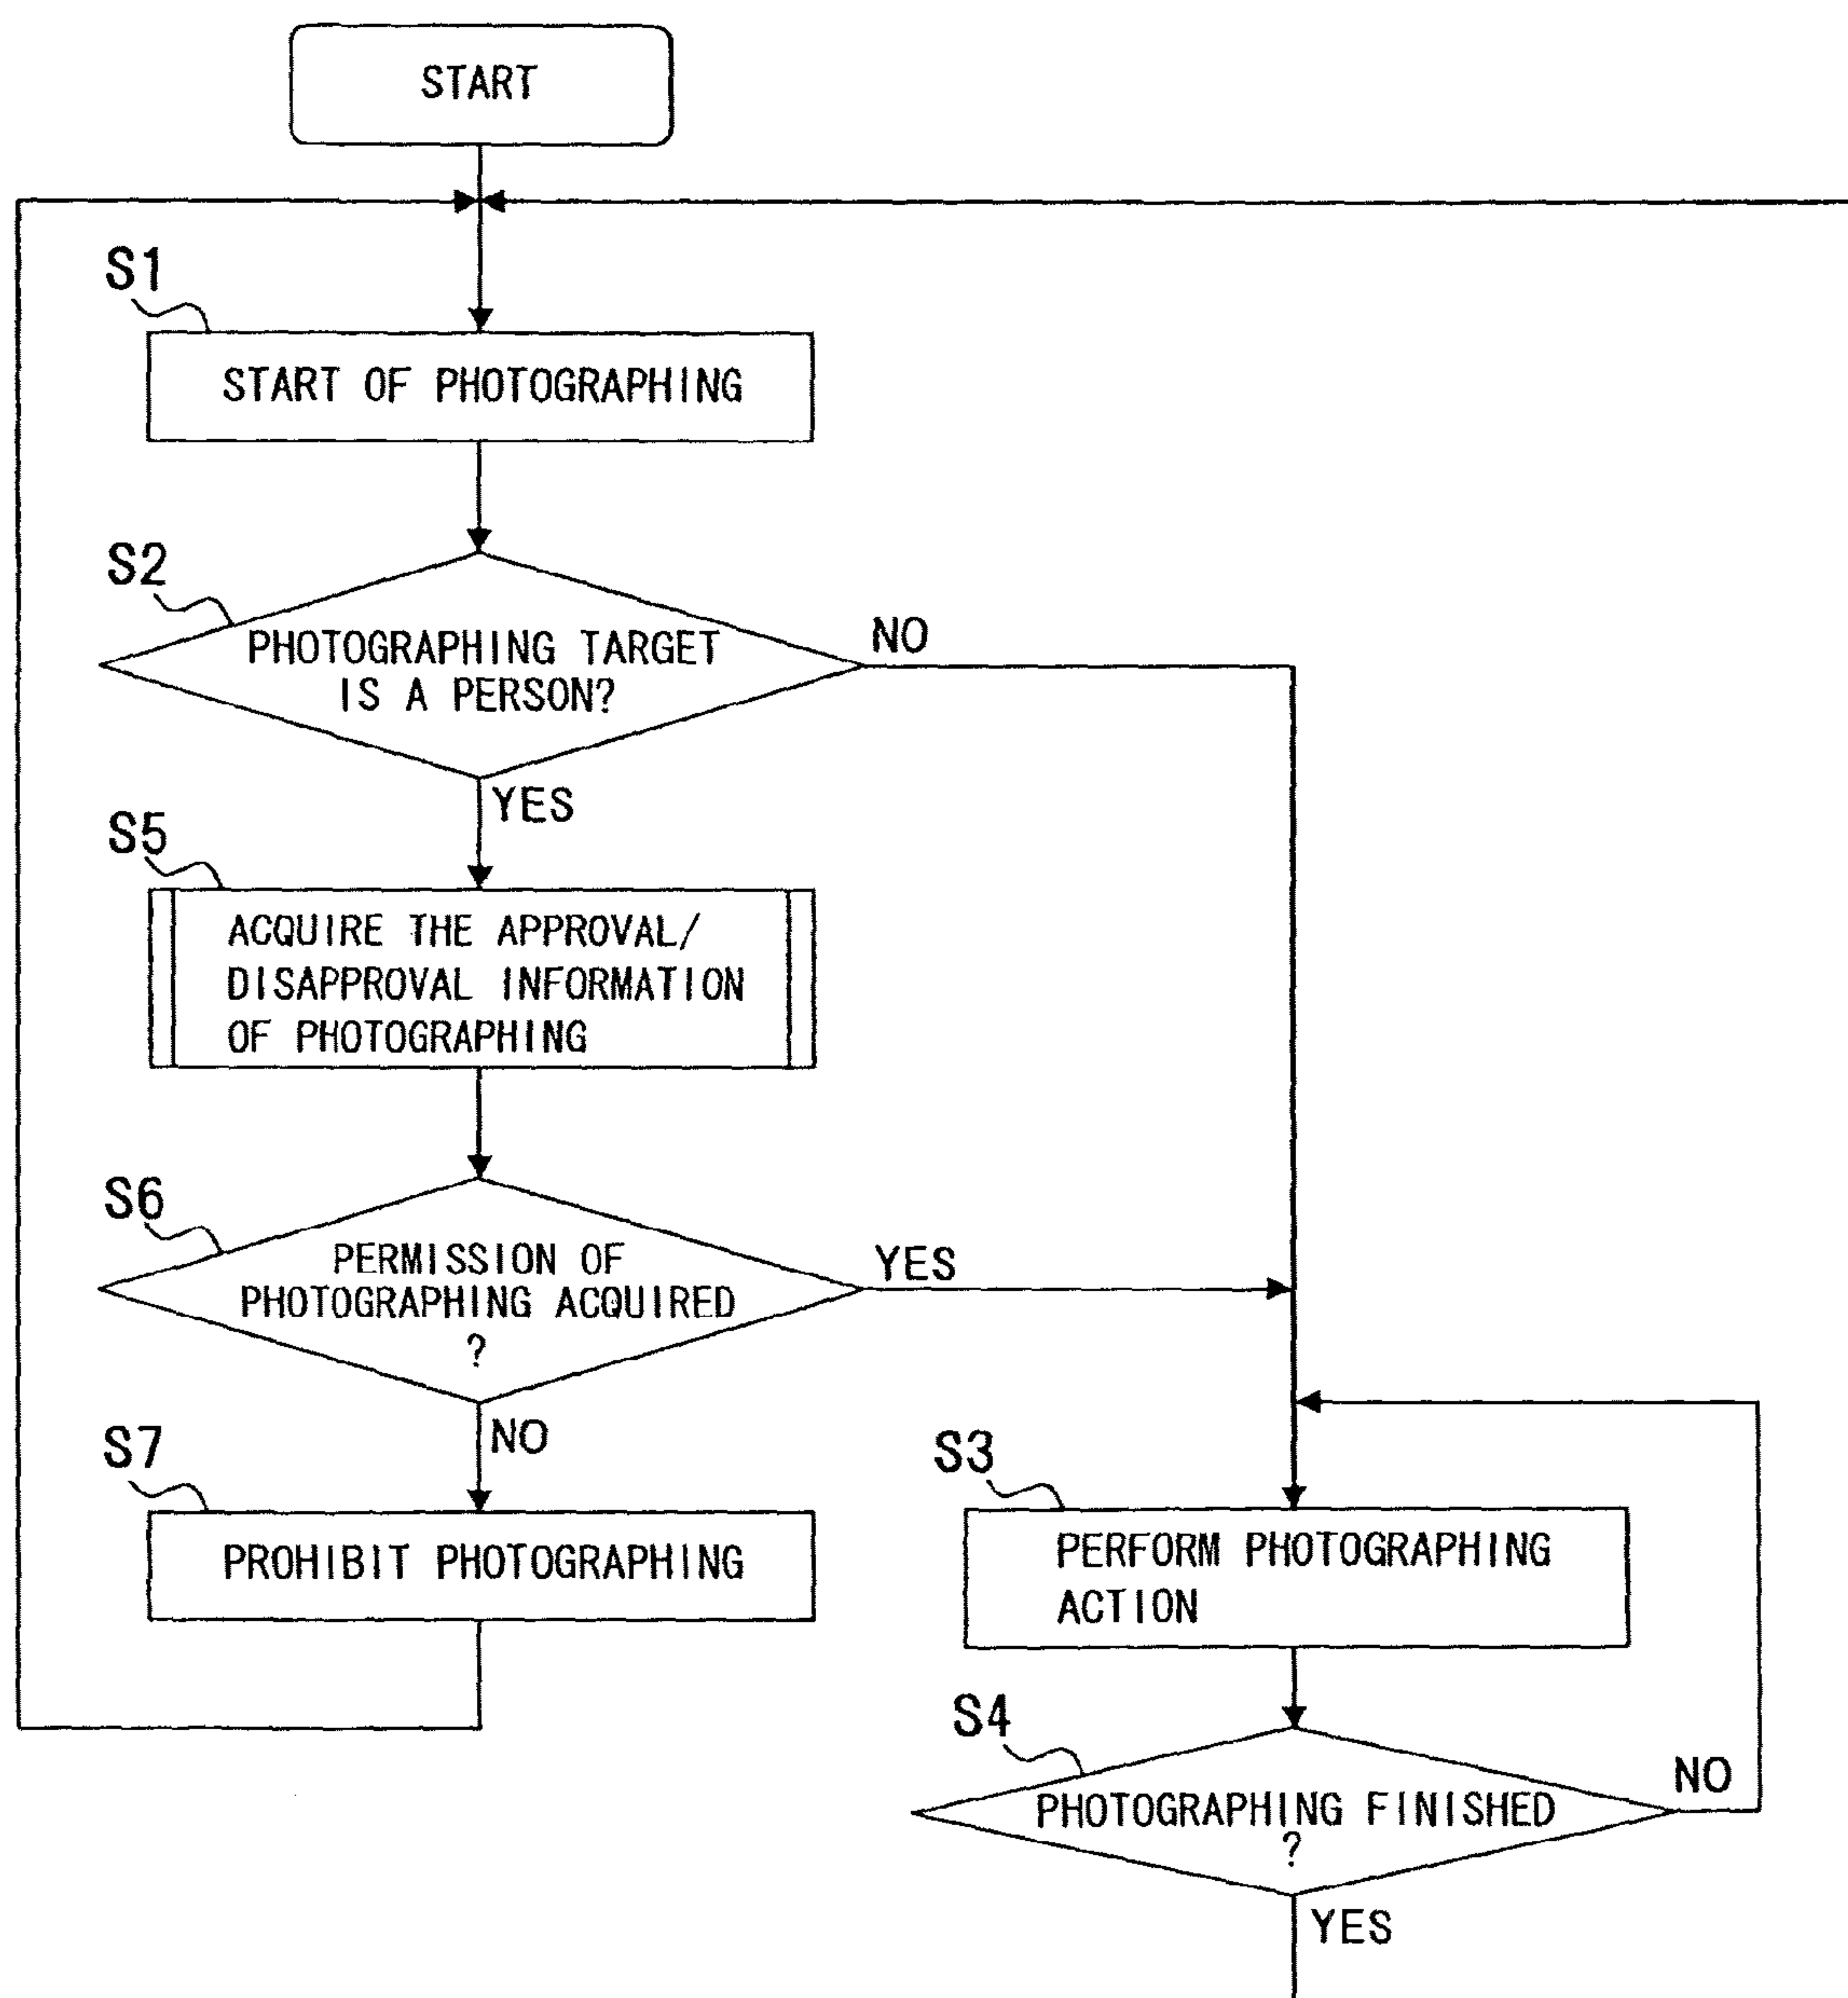 START
S1
START OF PHOTOGRAPHING
S2
PHOTOGRAPHING TARGET
IS A PERSON?
NO
YES
S5
ACQUIRE THE APPROVAL/
DISAPPROVAL INFORMATION
OF PHOTOGRAPHING
S6
PERMISSION OF
PHOTOGRAPHING ACQUIRED
?
YES
NO
S7
PROHIBIT PHOTOGRAPHING
S3
PERFORM PHOTOGRAPHING
ACTION
S4
PHOTOGRAPHING FINISHED
?
NO
YES